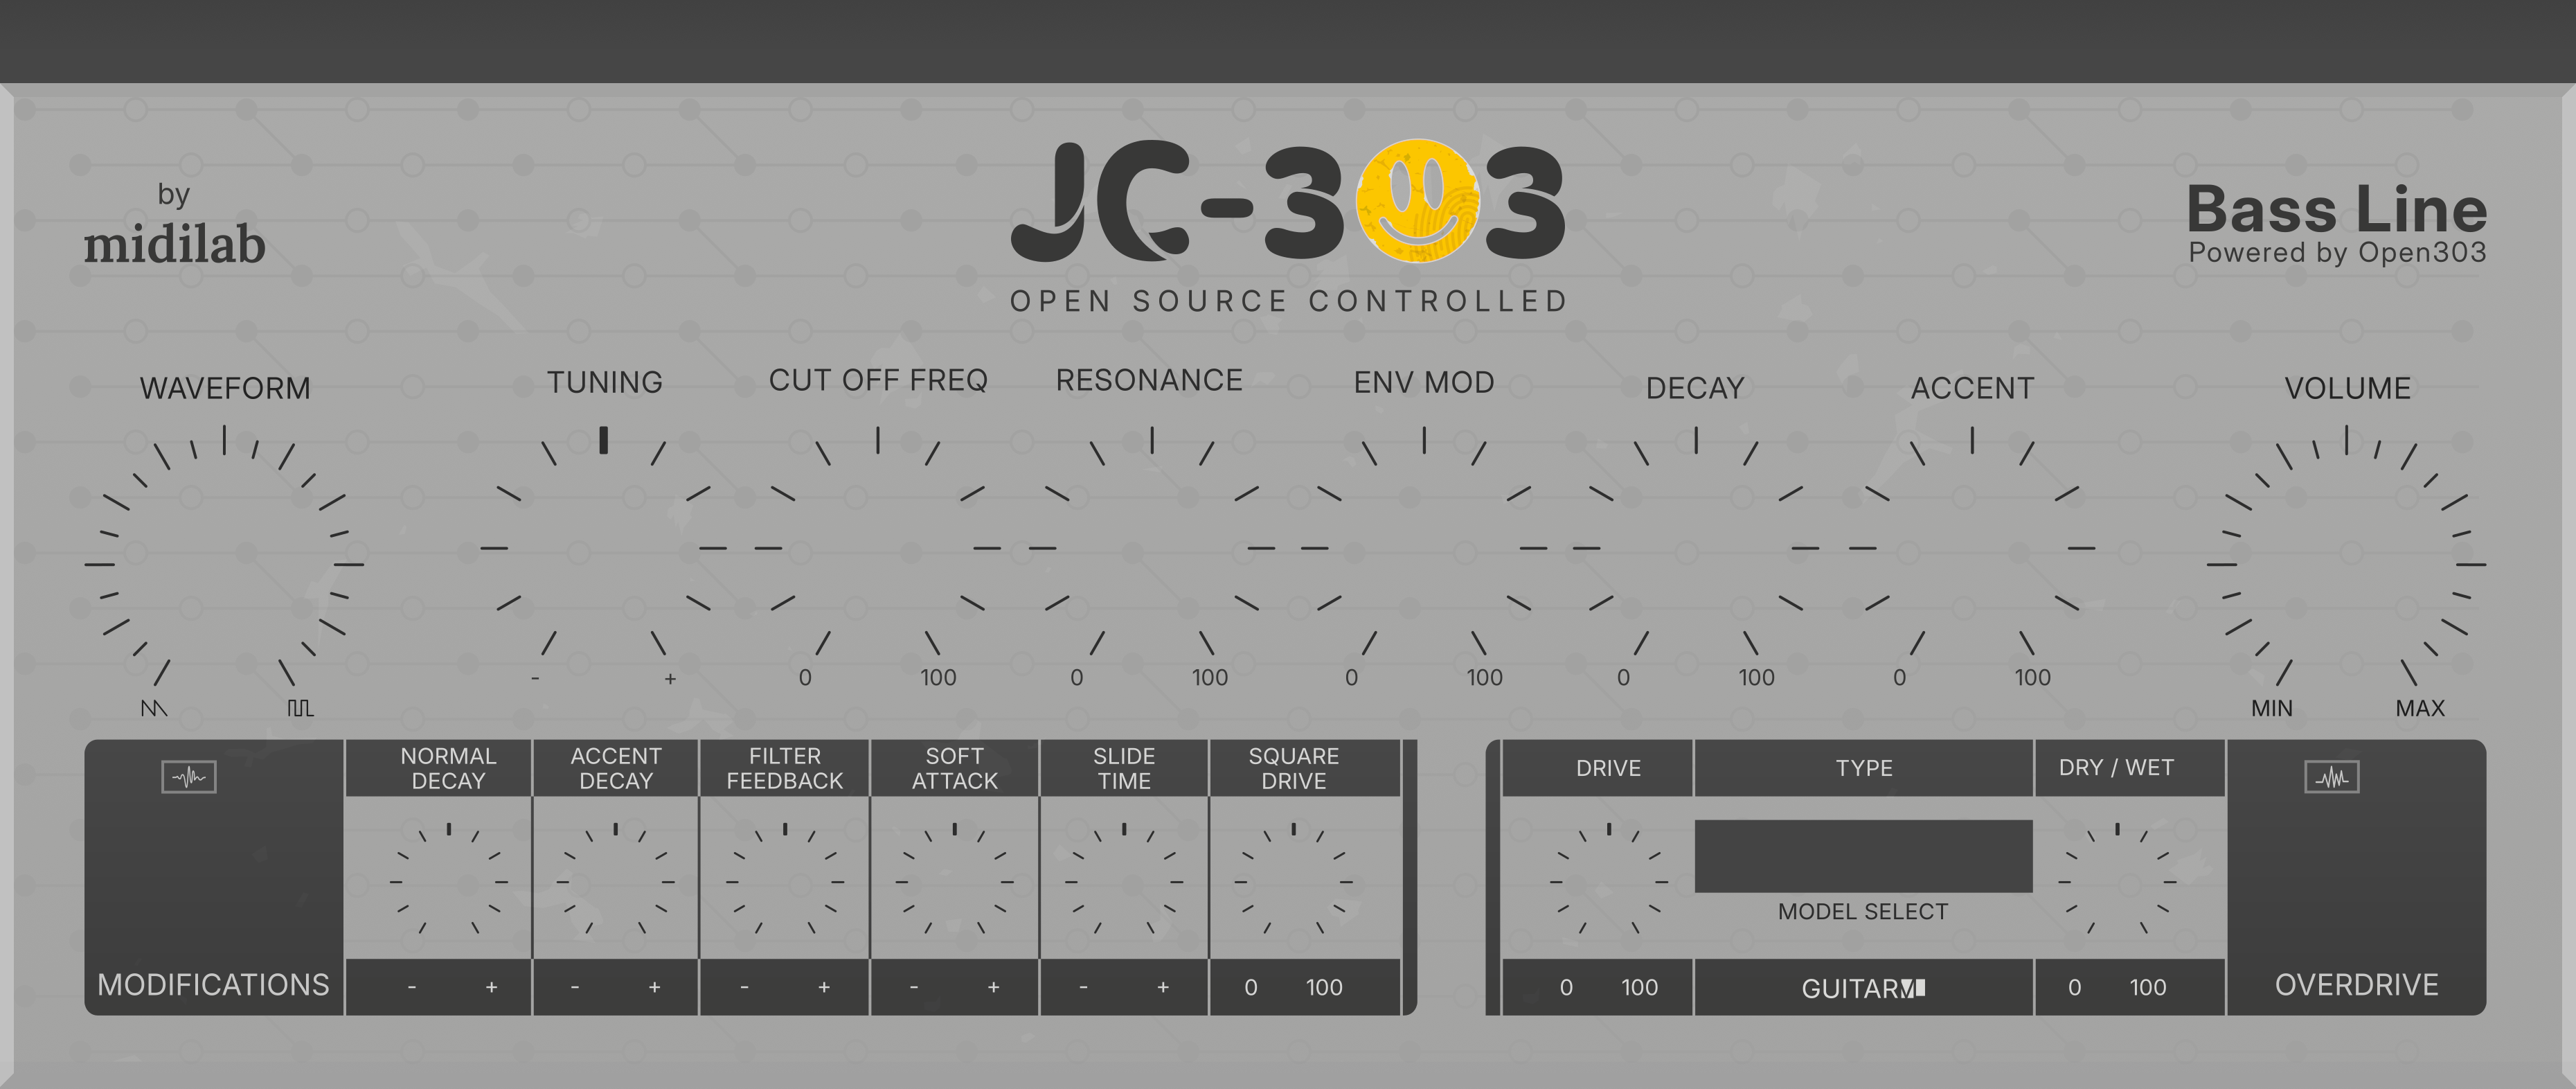 by
midilab
JC-303
OPEN SOURCE CONTROLLED
Bass Line
Powered by Open303
WAVEFORM
TUNING
CUT OFF FREQ
RESONANCE
ENV MOD
DECAY
ACCENT
VOLUME
- +
0 100
0 100
0 100
0 100
0 100
MIN MAX
MODIFICATIONS
NORMAL
DECAY
ACCENT
DECAY
FILTER
FEEDBACK
SOFT
ATTACK
SLIDE
TIME
SQUARE
DRIVE
- +
- +
- +
- +
- +
0 100
DRIVE
TYPE
DRY / WET
MODEL SELECT
0 100
GUITARML
0 100
OVERDRIVE